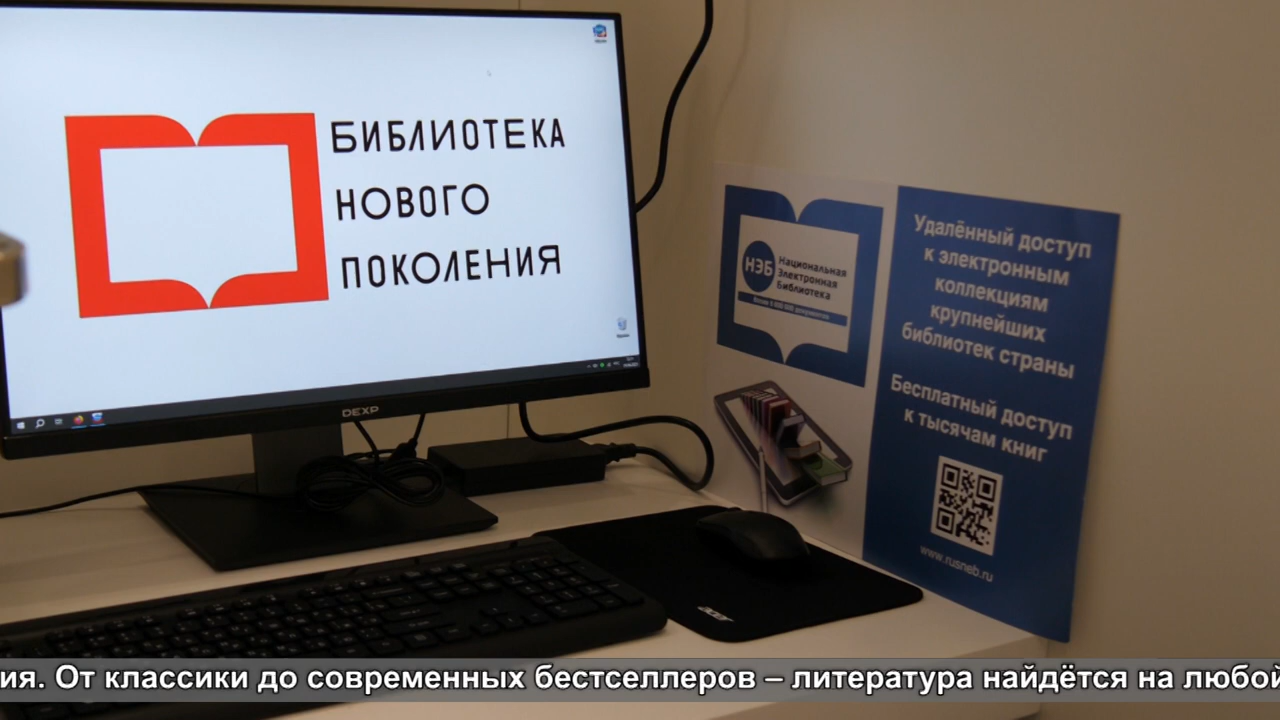 БИБЛИОТЕКА
НОВОГО
ПОКОЛЕНИЯ
DEXP
НЭБ
Национальная
Электронная
Библиотека
Удалённый доступ
к электронным
коллекциям
крупнейших
библиотек страны
Бесплатный доступ
к тысячам книг
www.rusneb.ru
acer
ия. От классики до современных бестселлеров – литература найдётся на любой